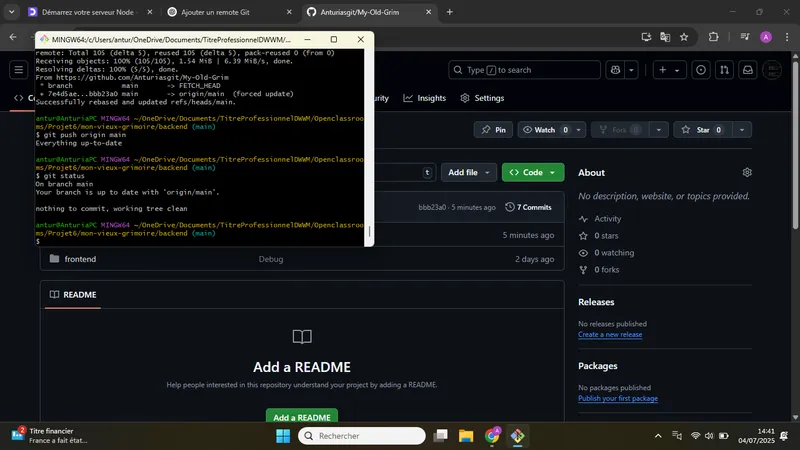 Démarrez votre serveur Node -
Ajouter un remote Git
Anturiasgit/My-Old-Grim
MINGW64:/c/Users/antur/OneDrive/Documents/TitreProfessionnelDWWM/...
remote: Total 105 (delta 5), reused 105 (delta 5), pack-reused 0 (from 0)
Receiving objects: 100% (105/105), 1.54 MiB | 6.39 MiB/s, done.
Resolving deltas: 100% (5/5), done.
From https://github.com/Anturiasgit/My-Old-Grim
* branch main -> FETCH_HEAD
+ 7e4d5ae...bbb23a0 main -> origin/main (forced update)
Successfully rebased and updated refs/heads/main.
antur@AnturiaPC MINGW64 ~/OneDrive/Documents/TitreProfessionnelDWWM/Openclassroo
ms/Projet6/mon-vieux-grimoire/backend (main)
$ git push origin main
Everything up-to-date
antur@AnturiaPC MINGW64 ~/OneDrive/Documents/TitreProfessionnelDWWM/Openclassroo
ms/Projet6/mon-vieux-grimoire/backend (main)
$ git status
On branch main
Your branch is up to date with 'origin/main'.
nothing to commit, working tree clean
antur@AnturiaPC MINGW64 ~/OneDrive/Documents/TitreProfessionnelDWWM/Openclassroo
ms/Projet6/mon-vieux-grimoire/backend (main)
$
A
Type / to search
Insights
Settings
Pin
Watch 0
Fork 0
Star 0
t
Add file
Code
bbb23a0 · 5 minutes ago
7 Commits
5 minutes ago
frontend
Debug
2 days ago
README
Add a README
Help people interested in this repository understand your project by adding a README.
Add a README
About
No description, website, or topics provided.
Activity
0 stars
0 watching
0 forks
Releases
No releases published
Create a new release
Packages
No packages published
Publish your first package
2
Titre financier
France a fait état...
Rechercher
14:41
04/07/2025